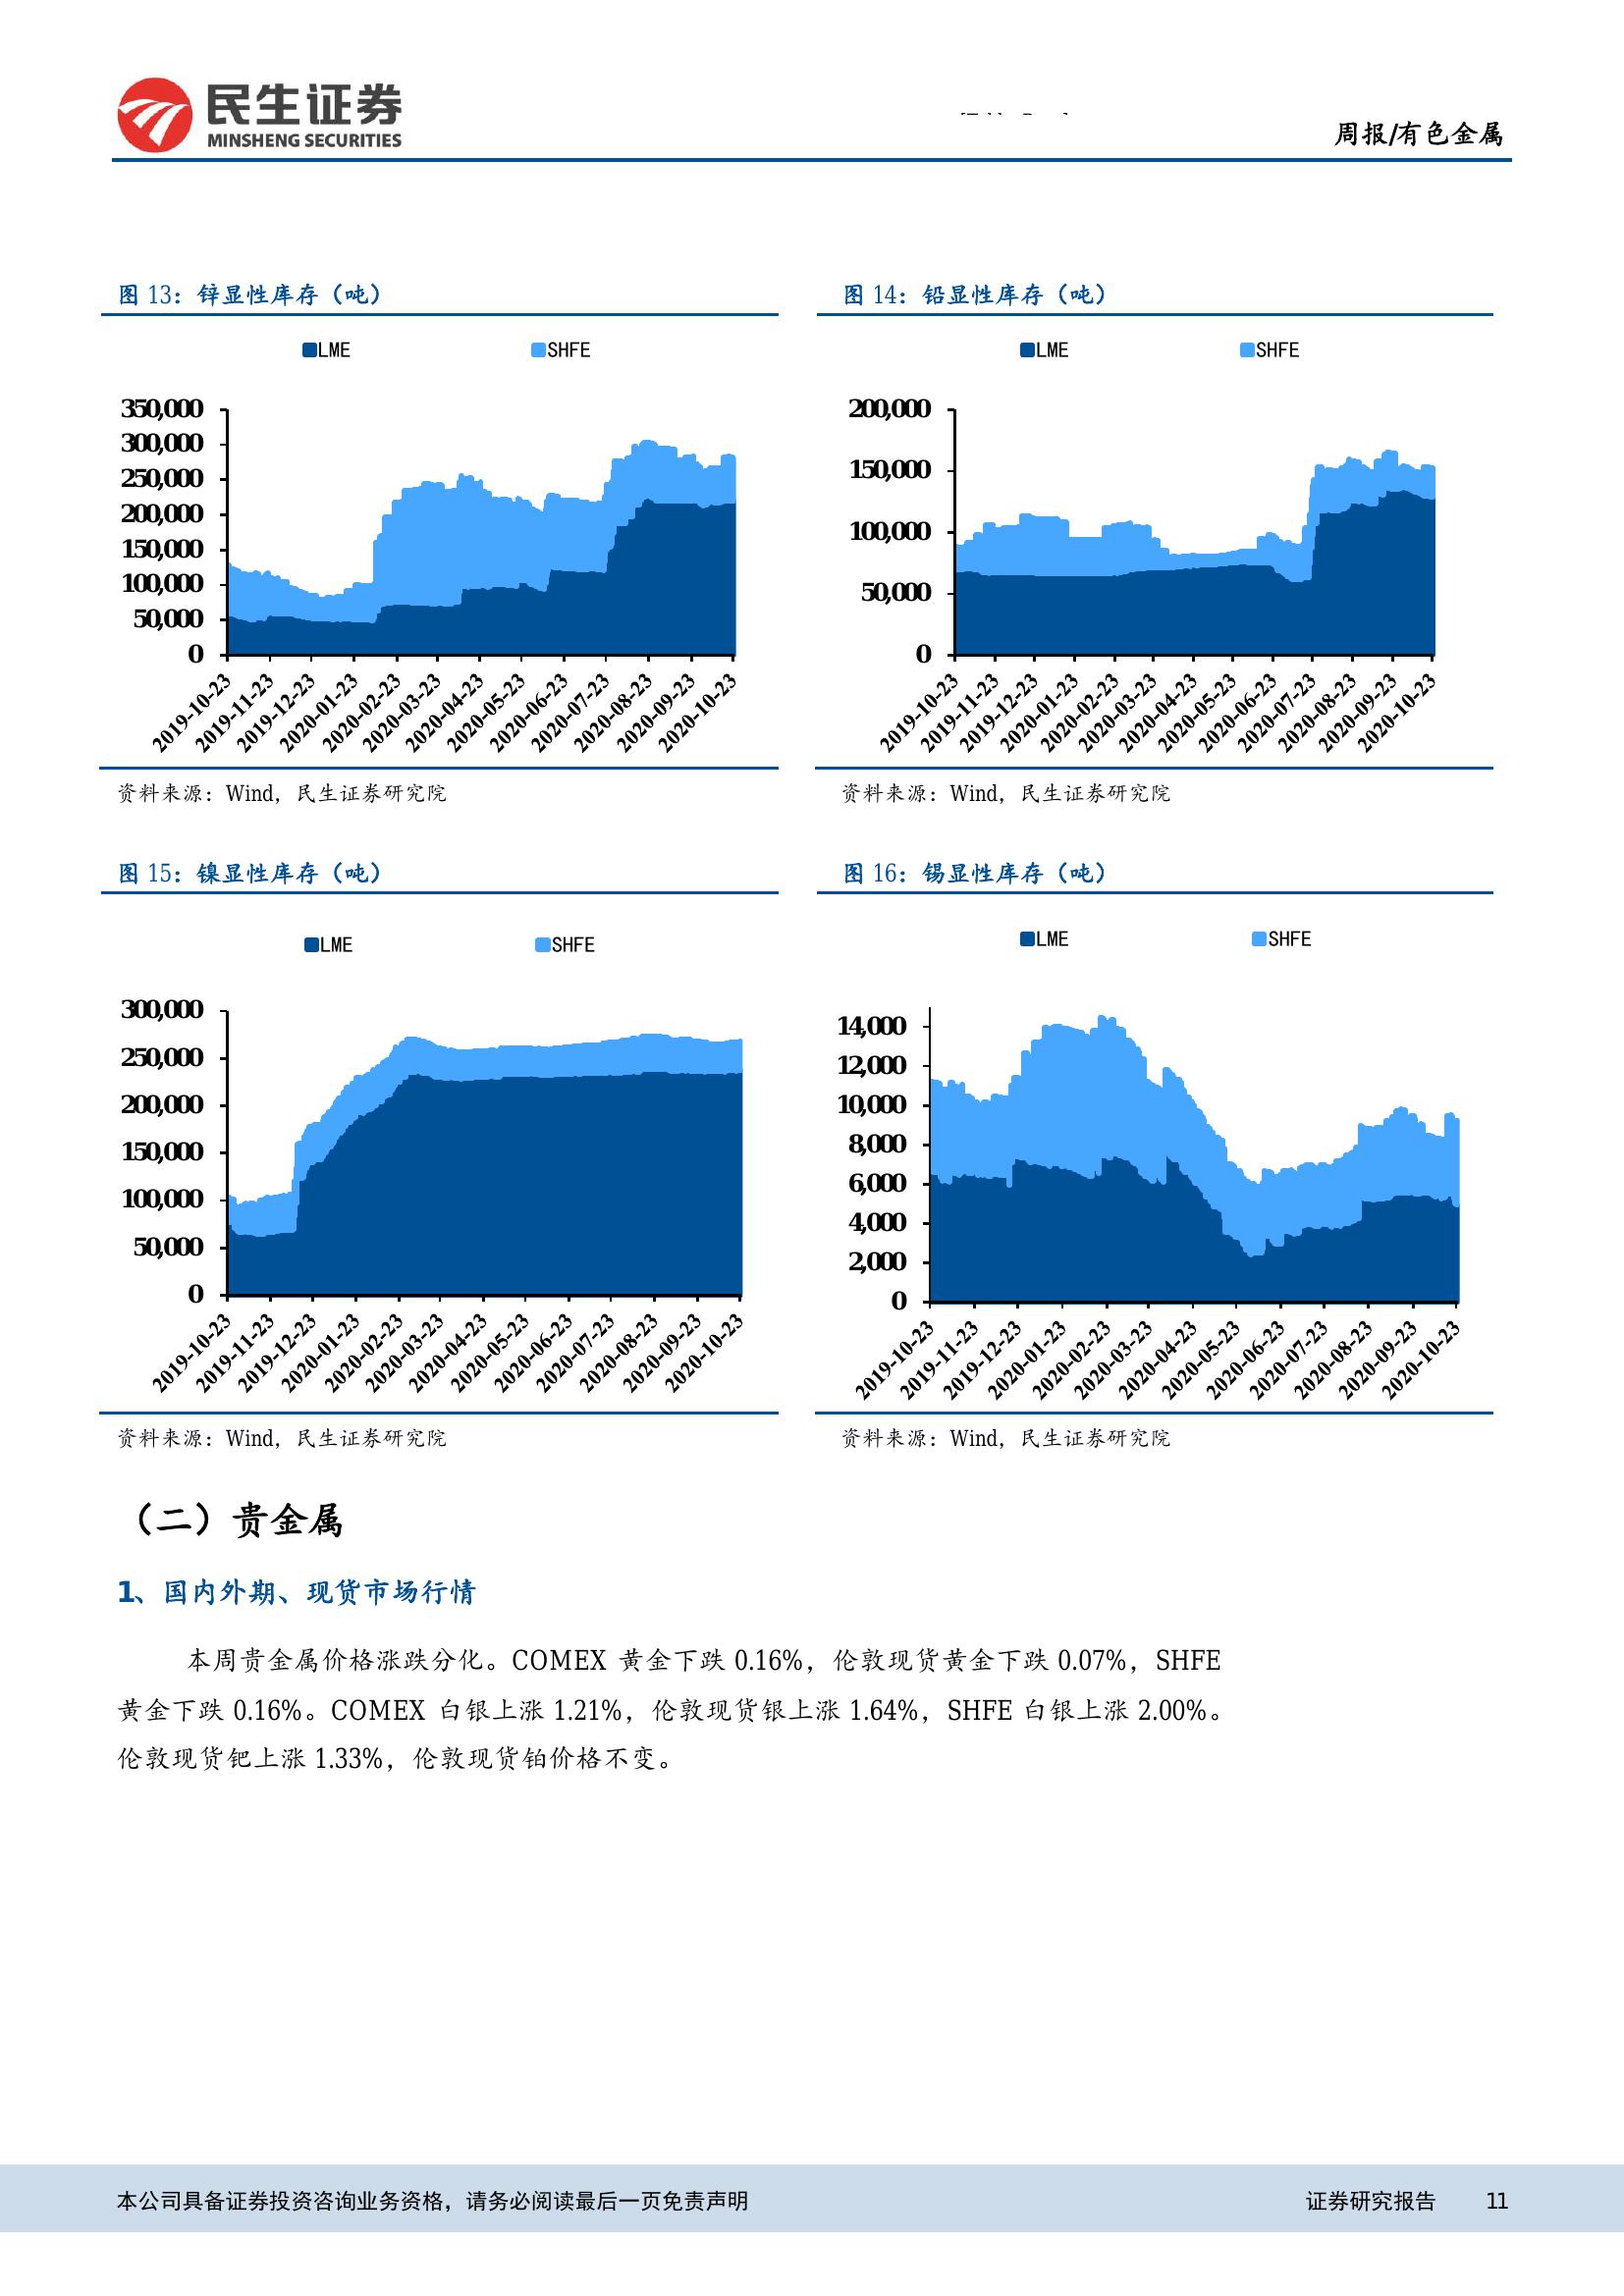 民生证券
MINSHENG SECURITIES
周报/有色金属
图 13：锌显性库存（吨）
LME SHFE
350,000
300,000
250,000
200,000
150,000
100,000
50,000
0
2019-10-23 2019-11-23 2019-12-23 2020-01-23 2020-02-23 2020-03-23 2020-04-23 2020-05-23 2020-06-23 2020-07-23 2020-08-23 2020-09-23 2020-10-23
资料来源：Wind，民生证券研究院
图 14：铅显性库存（吨）
LME SHFE
200,000
150,000
100,000
50,000
0
2019-10-23 2019-11-23 2019-12-23 2020-01-23 2020-02-23 2020-03-23 2020-04-23 2020-05-23 2020-06-23 2020-07-23 2020-08-23 2020-09-23 2020-10-23
资料来源：Wind，民生证券研究院
图 15：镍显性库存（吨）
LME SHFE
300,000
250,000
200,000
150,000
100,000
50,000
0
2019-10-23 2019-11-23 2019-12-23 2020-01-23 2020-02-23 2020-03-23 2020-04-23 2020-05-23 2020-06-23 2020-07-23 2020-08-23 2020-09-23 2020-10-23
资料来源：Wind，民生证券研究院
图 16：锡显性库存（吨）
LME SHFE
14,000
12,000
10,000
8,000
6,000
4,000
2,000
0
2019-10-23 2019-11-23 2019-12-23 2020-01-23 2020-02-23 2020-03-23 2020-04-23 2020-05-23 2020-06-23 2020-07-23 2020-08-23 2020-09-23 2020-10-23
资料来源：Wind，民生证券研究院
（二）贵金属
1、国内外期、现货市场行情
本周贵金属价格涨跌分化。COMEX 黄金下跌 0.16%，伦敦现货黄金下跌 0.07%，SHFE
黄金下跌 0.16%。COMEX 白银上涨 1.21%，伦敦现货银上涨 1.64%，SHFE 白银上涨 2.00%。
伦敦现货钯上涨 1.33%，伦敦现货铂价格不变。
本公司具备证券投资咨询业务资格，请务必阅读最后一页免责声明
证券研究报告 11